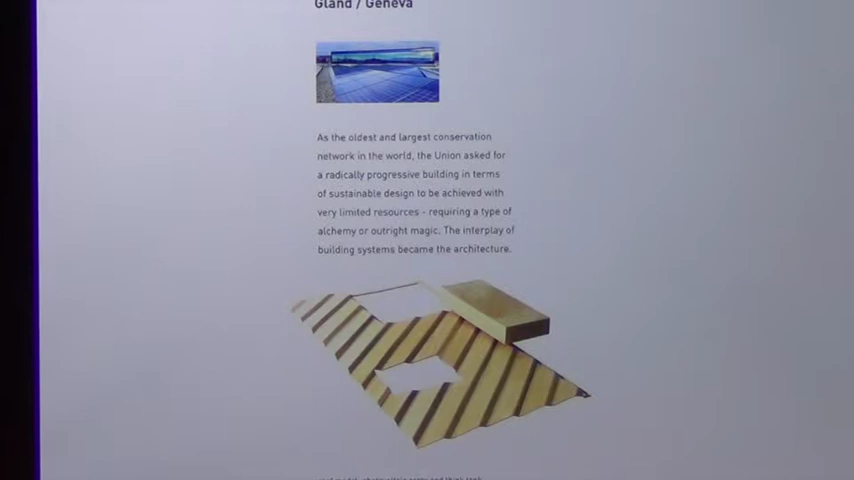 Gland / Geneva
As the oldest and largest conservation
network in the world, the Union asked for
a radically progressive building in terms
of sustainable design to be achieved with
very limited resources - requiring a type of
alchemy or outright magic. The interplay of
building systems became the architecture.